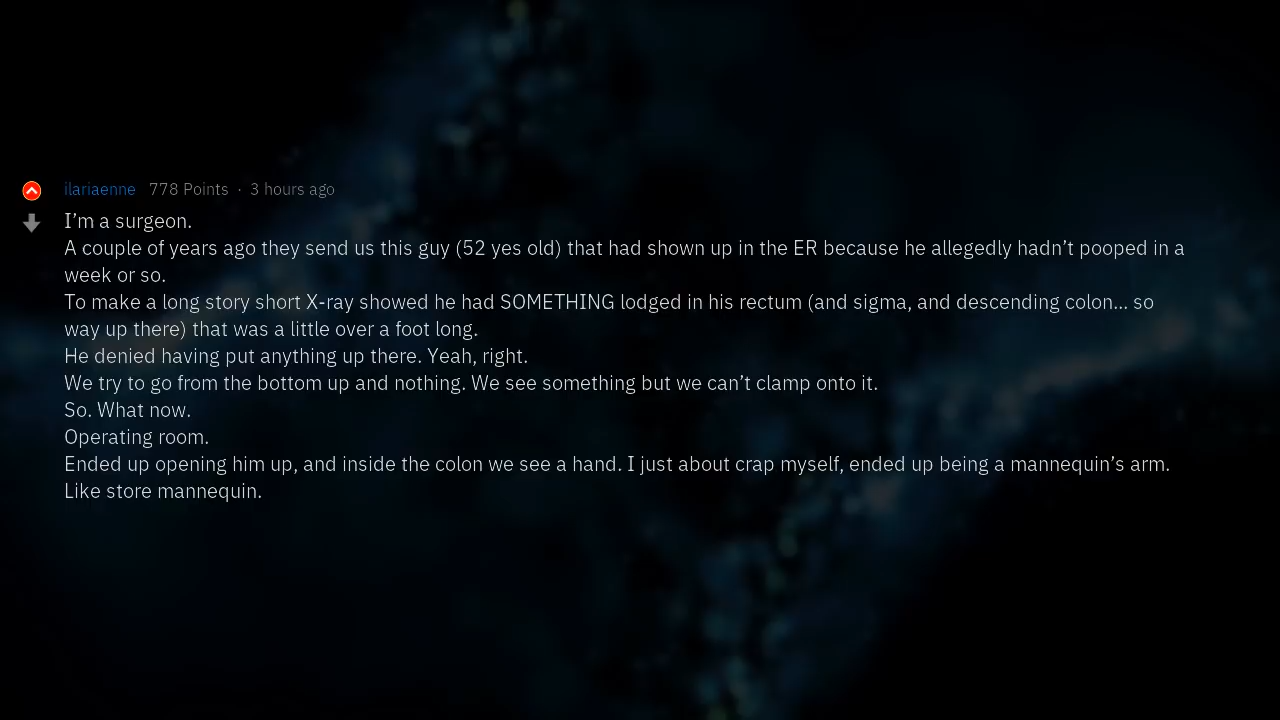 ilariaenne 778 Points · 3 hours ago
I’m a surgeon.
A couple of years ago they send us this guy (52 yes old) that had shown up in the ER because he allegedly hadn’t pooped in a
week or so.
To make a long story short X-ray showed he had SOMETHING lodged in his rectum (and sigma, and descending colon... so
way up there) that was a little over a foot long.
He denied having put anything up there. Yeah, right.
We try to go from the bottom up and nothing. We see something but we can’t clamp onto it.
So. What now.
Operating room.
Ended up opening him up, and inside the colon we see a hand. I just about crap myself, ended up being a mannequin’s arm.
Like store mannequin.